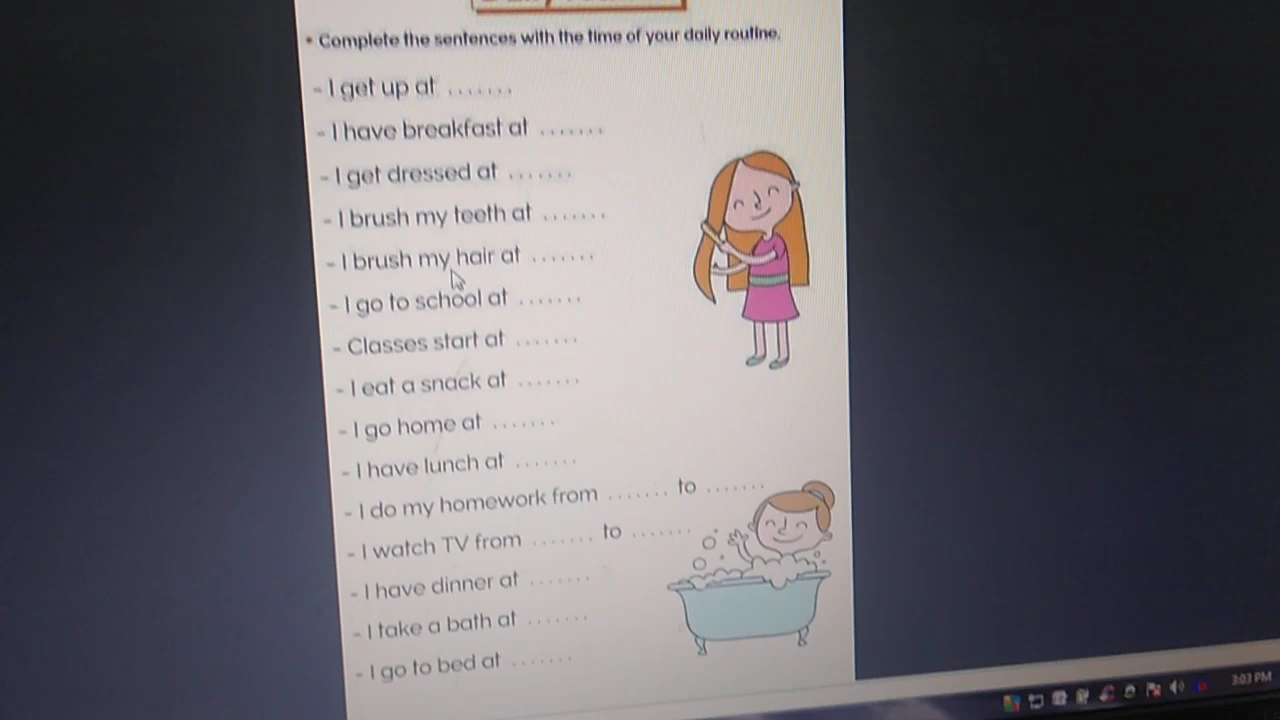 • Complete the sentences with the time of your daily routine.
- I get up at .......
- I have breakfast at .......
- I get dressed at .......
- I brush my teeth at .......
- I brush my hair at .......
- I go to school at .......
- Classes start at .......
- I eat a snack at .......
- I go home at .......
- I have lunch at .......
- I do my homework from ....... to .......
- I watch TV from ....... to .......
- I have dinner at .......
- I take a bath at .......
- I go to bed at .......
3:03 PM